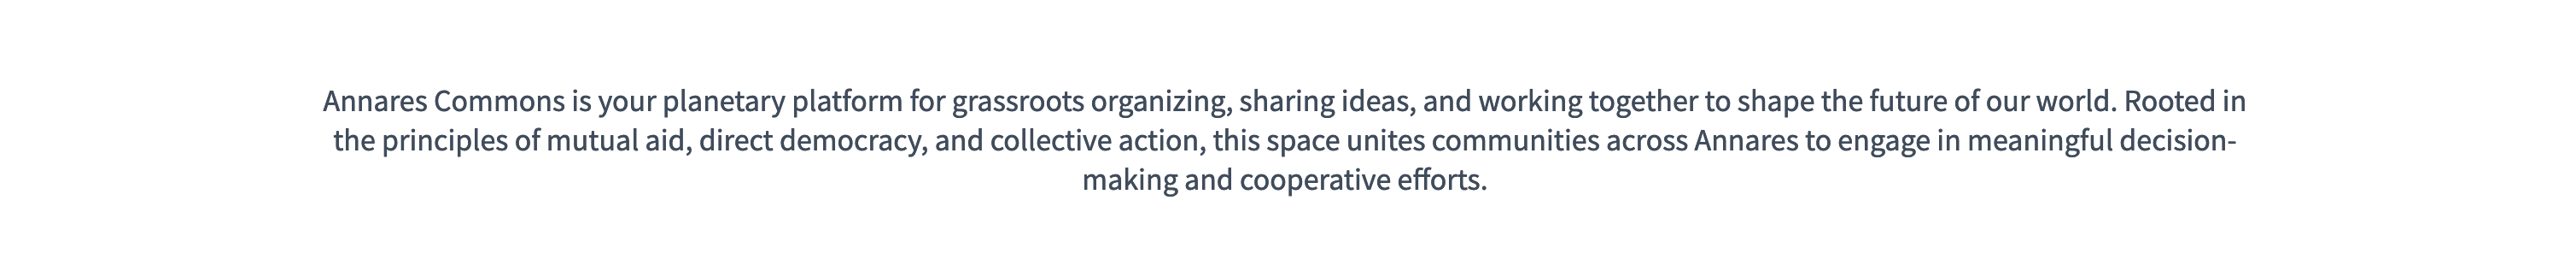 Annares Commons is your planetary platform for grassroots organizing, sharing ideas, and working together to shape the future of our world. Rooted in
the principles of mutual aid, direct democracy, and collective action, this space unites communities across Annares to engage in meaningful decision-
making and cooperative efforts.